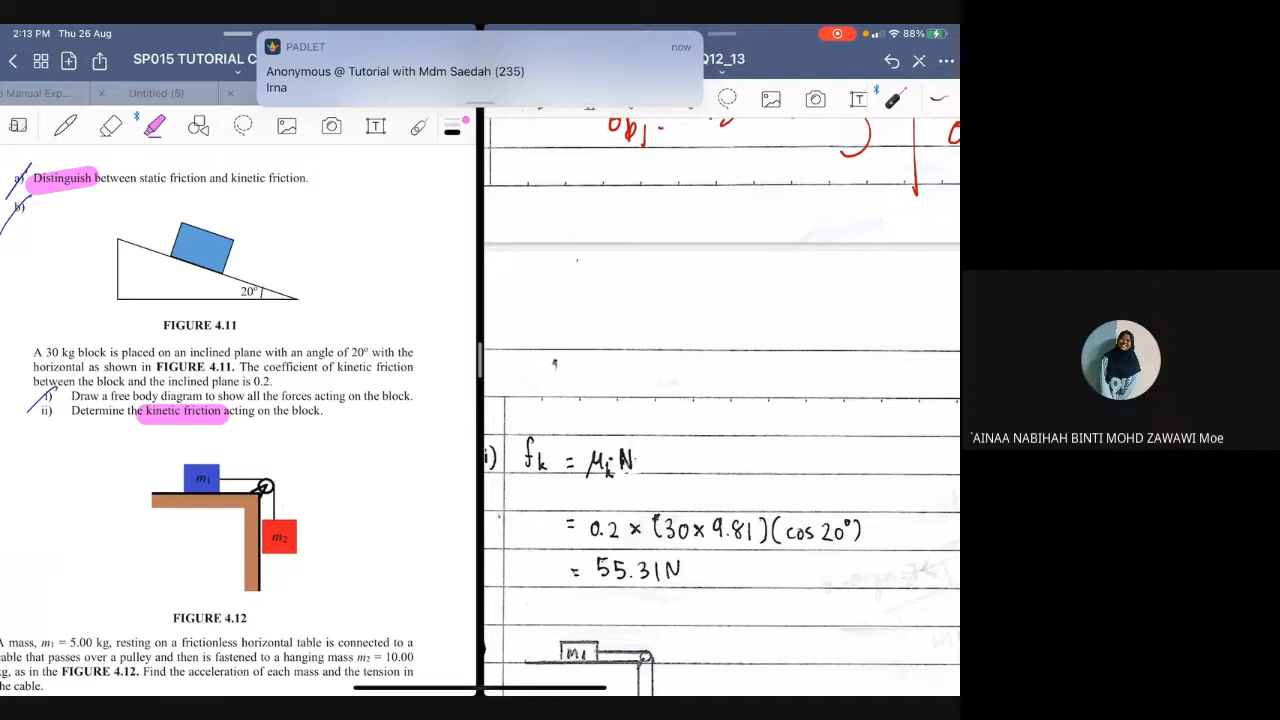 2:13 PM Thu 26 Aug
88%
PADLET
now
Anonymous @ Tutorial with Mdm Saedah (235)
Irna
SP015 TUTORIAL C
Q12_13
Manual Exp...
Untitled (5)
a) Distinguish between static friction and kinetic friction.
b)
20°
FIGURE 4.11
A 30 kg block is placed on an inclined plane with an angle of 20° with the
horizontal as shown in FIGURE 4.11. The coefficient of kinetic friction
between the block and the inclined plane is 0.2.
i) Draw a free body diagram to show all the forces acting on the block.
ii) Determine the kinetic friction acting on the block.
m₁
m₂
FIGURE 4.12
A mass, m₁ = 5.00 kg, resting on a frictionless horizontal table is connected to a
cable that passes over a pulley and then is fastened to a hanging mass m₂ = 10.00
kg, as in the FIGURE 4.12. Find the acceleration of each mass and the tension in
the cable.
i) fk = μk N
= 0.2 × (30 × 9.81)(cos 20°)
= 55.31N
m₁
`AINAA NABIHAH BINTI MOHD ZAWAWI Moe